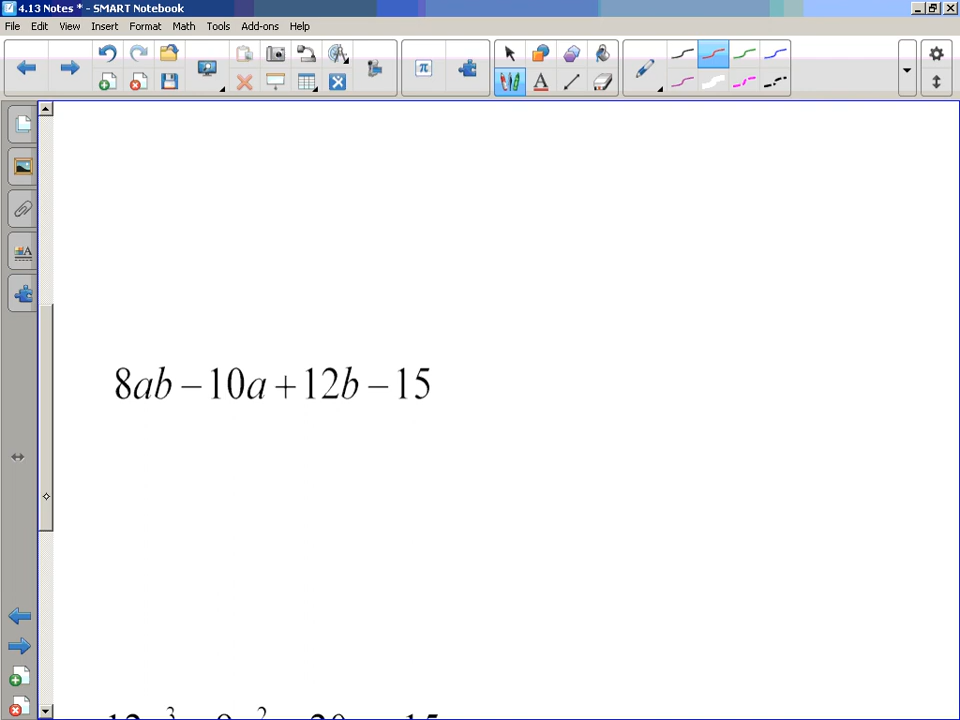 4.13 Notes * - SMART Notebook
File Edit View Insert Format Math Tools Add-ons Help
π
A
A
8ab − 10a + 12b − 15